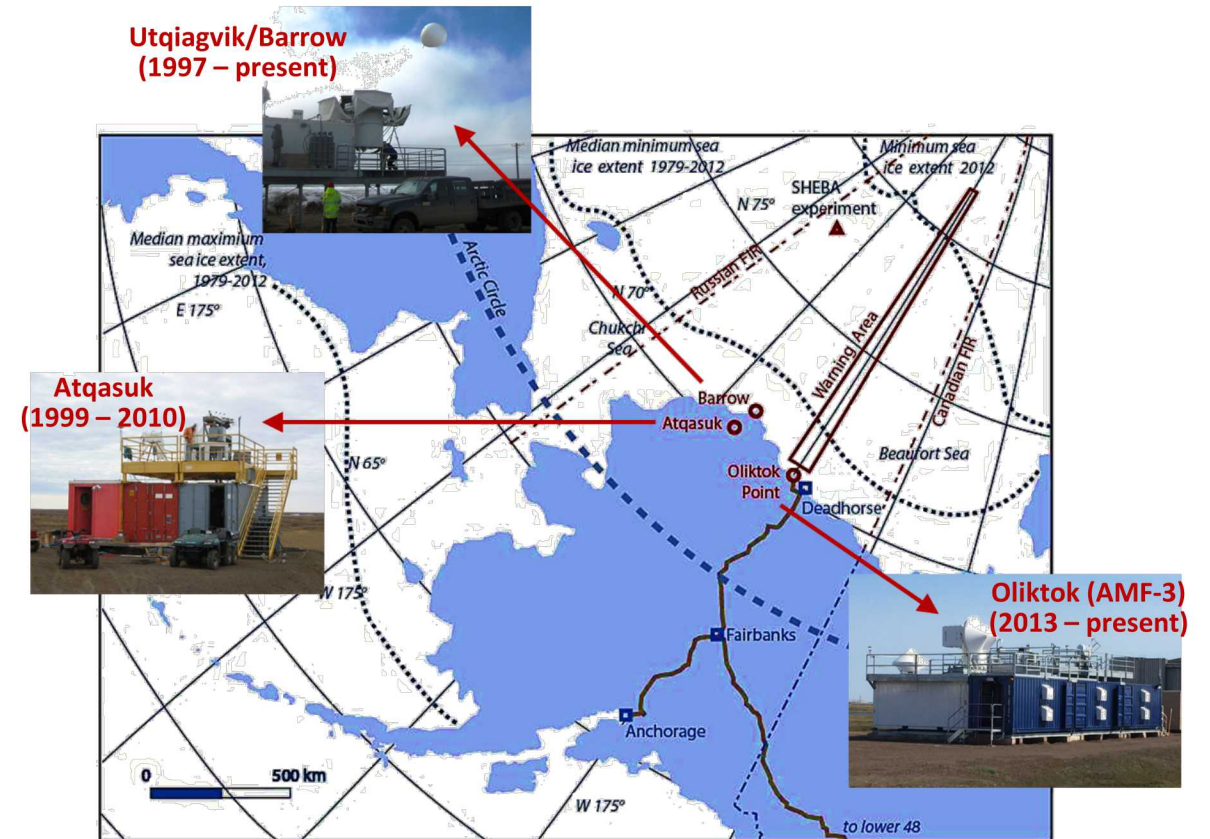 Utqiagvik/Barrow
(1997 – present)
Median minimum sea
ice extent 1979-2012
Minimum sea
ice extent 2012
SHEBA
experiment
N 75°
Median maximium
sea ice extent,
1979-2012
E 175°
Arctic Circle
Russian FIR
N 70°
Chukchi
Sea
Warning Area
Canadian FIR
Atqasuk
(1999 – 2010)
Barrow
Atqasuk
N 65°
Beaufort Sea
Oliktok
Point
Deadhorse
W 175°
Oliktok (AMF-3)
(2013 – present)
Fairbanks
Anchorage
0 500 km
W 175°
to lower 48